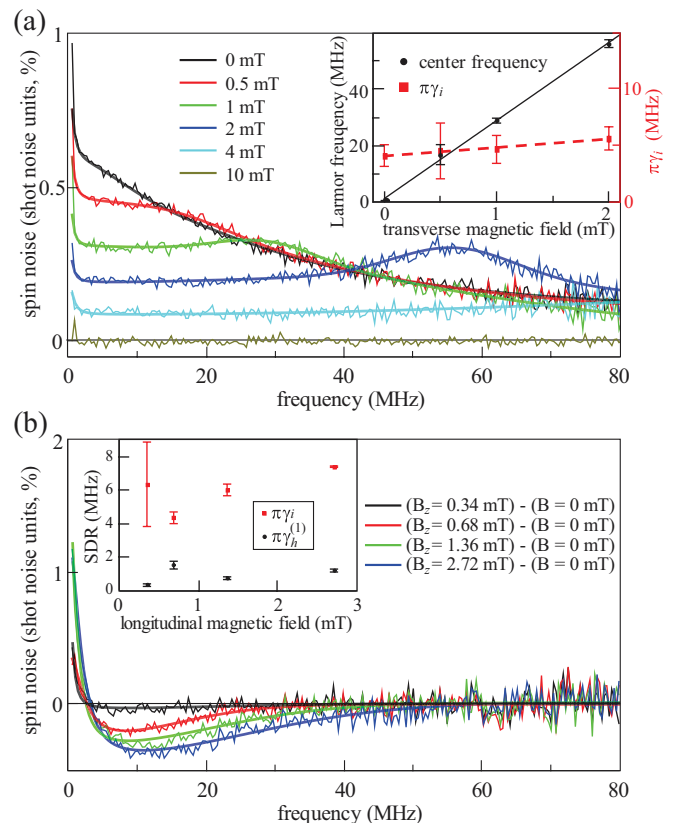 (a)
spin noise (shot noise units, %)
1
0.5
0
0 mT
0.5 mT
1 mT
2 mT
4 mT
10 mT
Larmor freuqency (MHz)
40
20
0
center frequency
πγi
10
0
πγi (MHz)
0
1
2
transverse magnetic field (mT)
0
20
40
60
80
frequency (MHz)
(b)
spin noise (shot noise units, %)
2
1
0
SDR (MHz)
8
6
4
2
0
πγi
πγh(1)
0
1
2
3
longitudinal magnetic field (mT)
(Bz = 0.34 mT) - (B = 0 mT)
(Bz = 0.68 mT) - (B = 0 mT)
(Bz = 1.36 mT) - (B = 0 mT)
(Bz = 2.72 mT) - (B = 0 mT)
0
20
40
60
80
frequency (MHz)